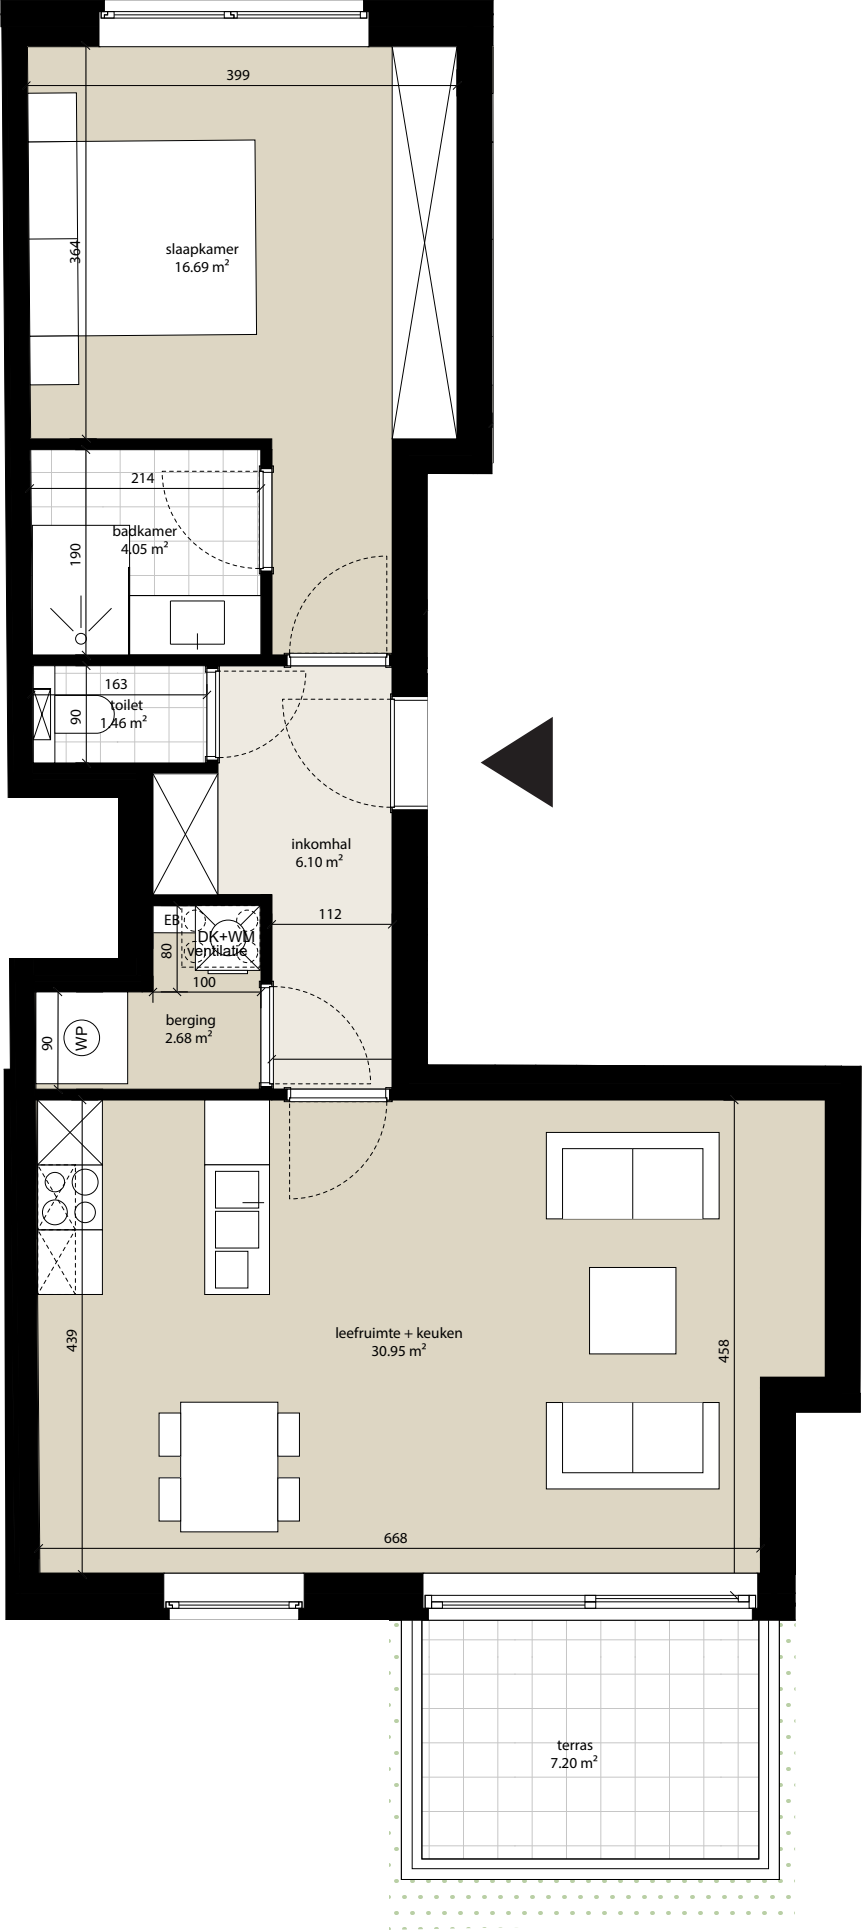 399
364
slaapkamer
16.69 m²
214
190
badkamer
4.05 m²
163
90
toilet
1.46 m²
inkomhal
6.10 m²
112
EB
DK+WM
ventilatie
80
100
berging
2.68 m²
90
WP
439
leefruimte + keuken
30.95 m²
458
668
terras
7.20 m²